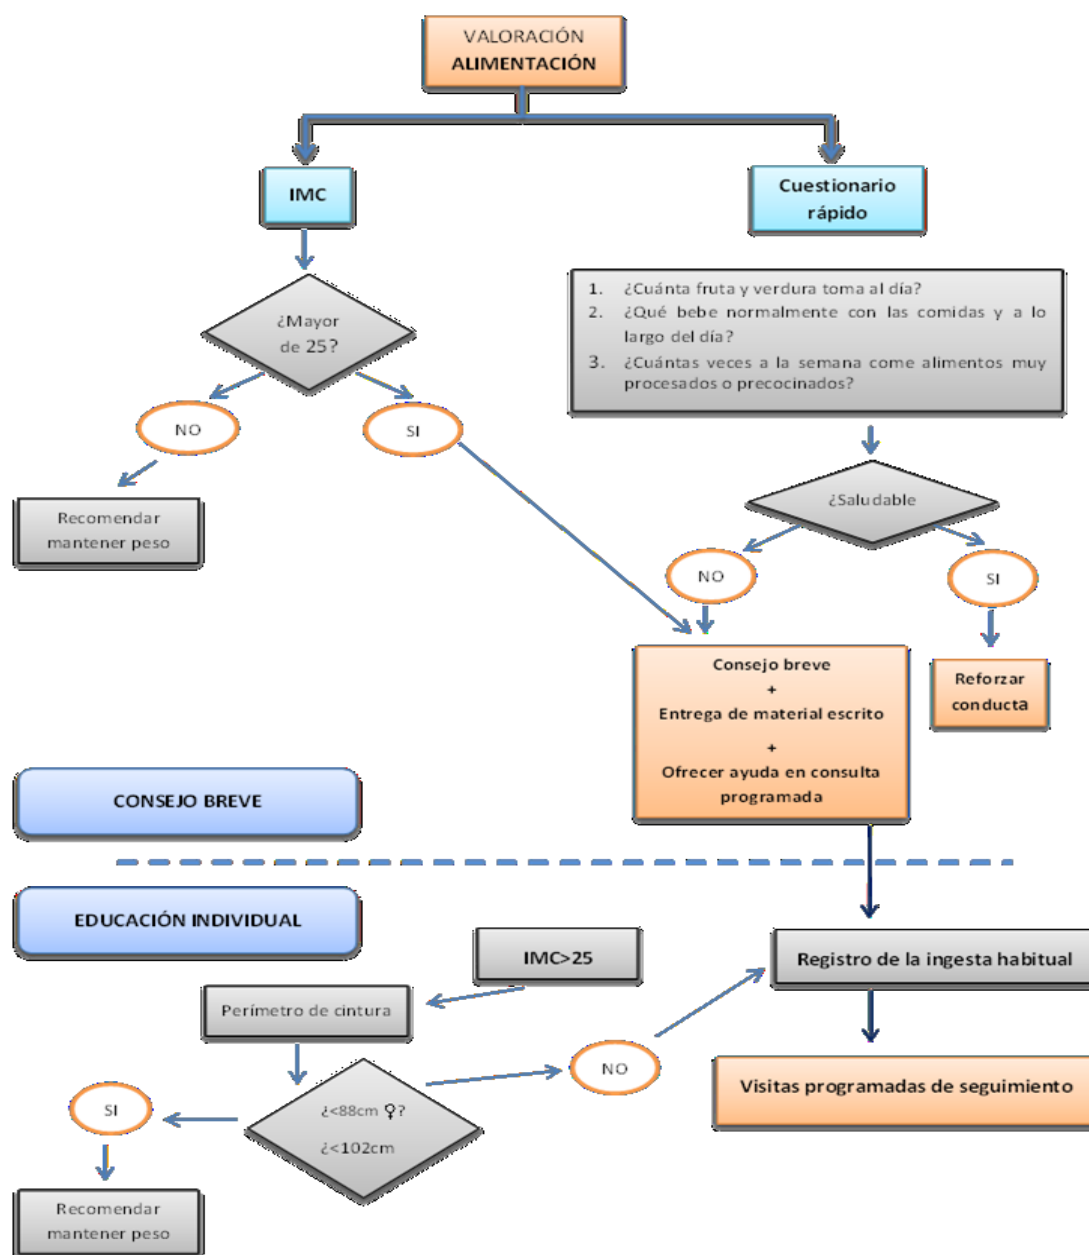 VALORACIÓN
ALIMENTACIÓN
IMC
Cuestionario
rápido
¿Mayor
de 25?
1. ¿Cuánta fruta y verdura toma al día?
2. ¿Qué bebe normalmente con las comidas y a lo
largo del día?
3. ¿Cuántas veces a la semana come alimentos muy
procesados o precocinados?
NO
SI
Recomendar
mantener peso
¿Saludable
NO
SI
Consejo breve
+
Entrega de material escrito
+
Ofrecer ayuda en consulta
programada
Reforzar
conducta
CONSEJO BREVE
EDUCACIÓN INDIVIDUAL
IMC>25
Registro de la ingesta habitual
Perímetro de cintura
NO
Visitas programadas de seguimiento
SI
¿<88cm ♀?
¿<102cm
Recomendar
mantener peso